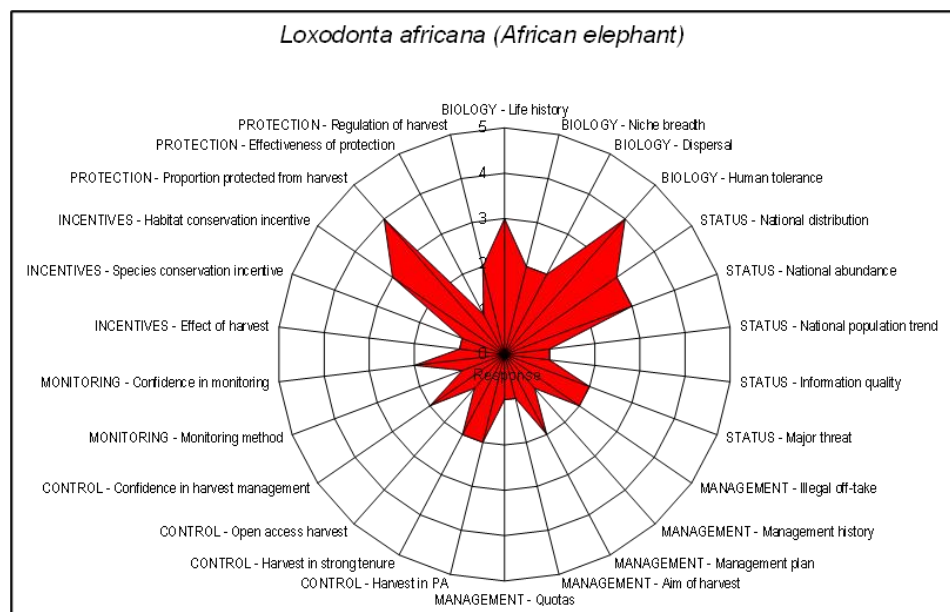 Loxodonta africana (African elephant)
BIOLOGY - Life history
PROTECTION - Regulation of harvest
BIOLOGY - Niche breadth
5
PROTECTION - Effectiveness of protection
BIOLOGY - Dispersal
4
PROTECTION - Proportion protected from harvest
BIOLOGY - Human tolerance
3
INCENTIVES - Habitat conservation incentive
STATUS - National distribution
2
INCENTIVES - Species conservation incentive
STATUS - National abundance
INCENTIVES - Effect of harvest
STATUS - National population trend
0
Response
MONITORING - Confidence in monitoring
STATUS - Information quality
MONITORING - Monitoring method
STATUS - Major threat
CONTROL - Confidence in harvest management
MANAGEMENT - Illegal off-take
CONTROL - Open access harvest
MANAGEMENT - Management history
CONTROL - Harvest in strong tenure
MANAGEMENT - Management plan
CONTROL - Harvest in PA
MANAGEMENT - Aim of harvest
MANAGEMENT - Quotas